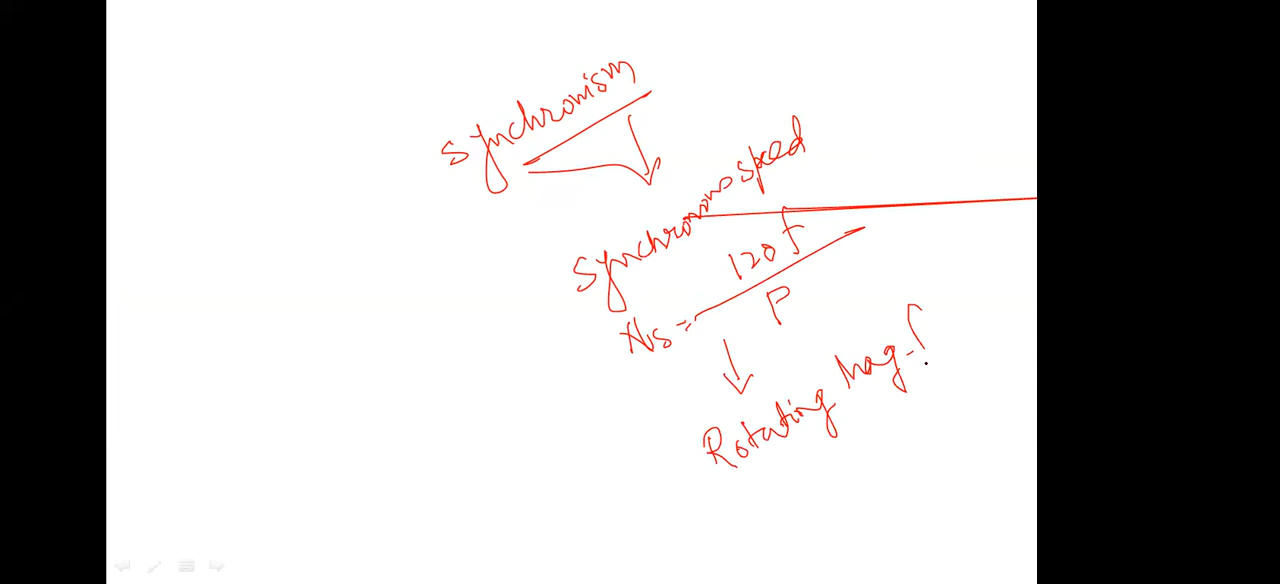 Synchronism
Synchronous speed
Ns = 120 f / P
Rotating Mag. f